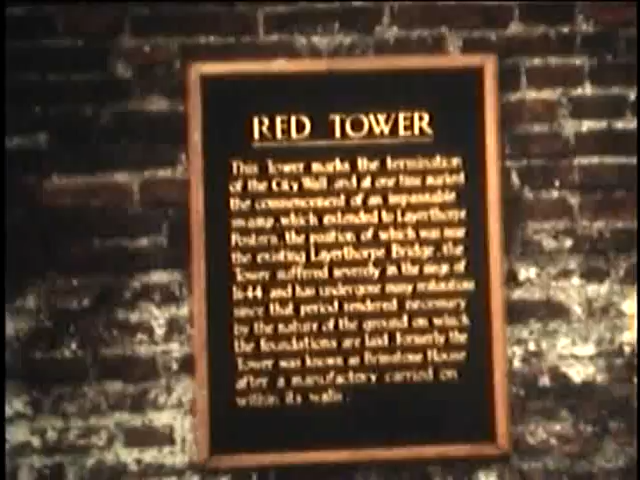 RED TOWER
This Tower marks the termination
of the City Wall and at one time marked
the commencement of an impassable
swamp, which extended to Layerthorpe
Postern, the position of which was near
the existing Layerthorpe Bridge, the
Tower suffered severely in the siege of
1644 and has undergone many
since that period rendered necessary
by the nature of the ground on which
the foundations are laid. Formerly the
Tower was known as Brimstone House
after a manufactory carried on
within its walls.